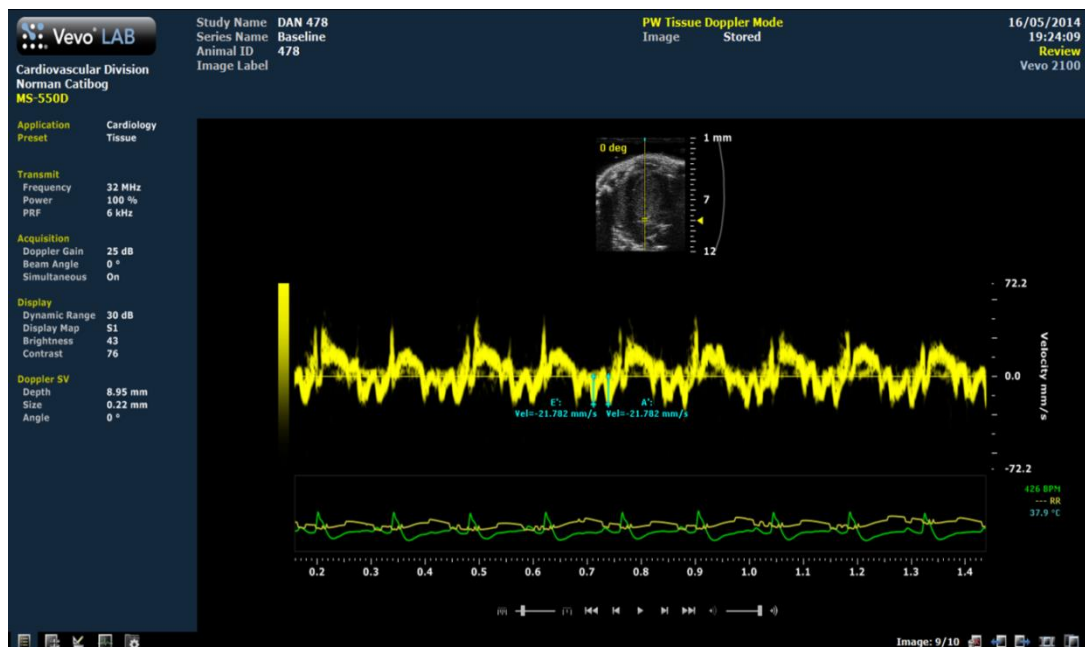 Vevo® LAB
Cardiovascular Division
Norman Catibog
MS-550D
Study Name DAN 478
Series Name Baseline
Animal ID 478
Image Label
PW Tissue Doppler Mode
Image Stored
16/05/2014
19:24:09
Review
Vevo 2100
Application Cardiology
Preset Tissue
Transmit
Frequency 32 MHz
Power 100 %
PRF 6 kHz
Acquisition
Doppler Gain 25 dB
Beam Angle 0 °
Simultaneous On
Display
Dynamic Range 30 dB
Display Map S1
Brightness 43
Contrast 76
Doppler SV
Depth 8.95 mm
Size 0.22 mm
Angle 0 °
0 deg
1 mm
7
12
72.2
0.0
-72.2
Velocity mm/s
E': A':
Vel=-21.782 mm/s Vel=-21.782 mm/s
426 BPM
--- RR
37.9 °C
0.2 0.3 0.4 0.5 0.6 0.7 0.8 0.9 1.0 1.1 1.2 1.3 1.4
Image: 9/10